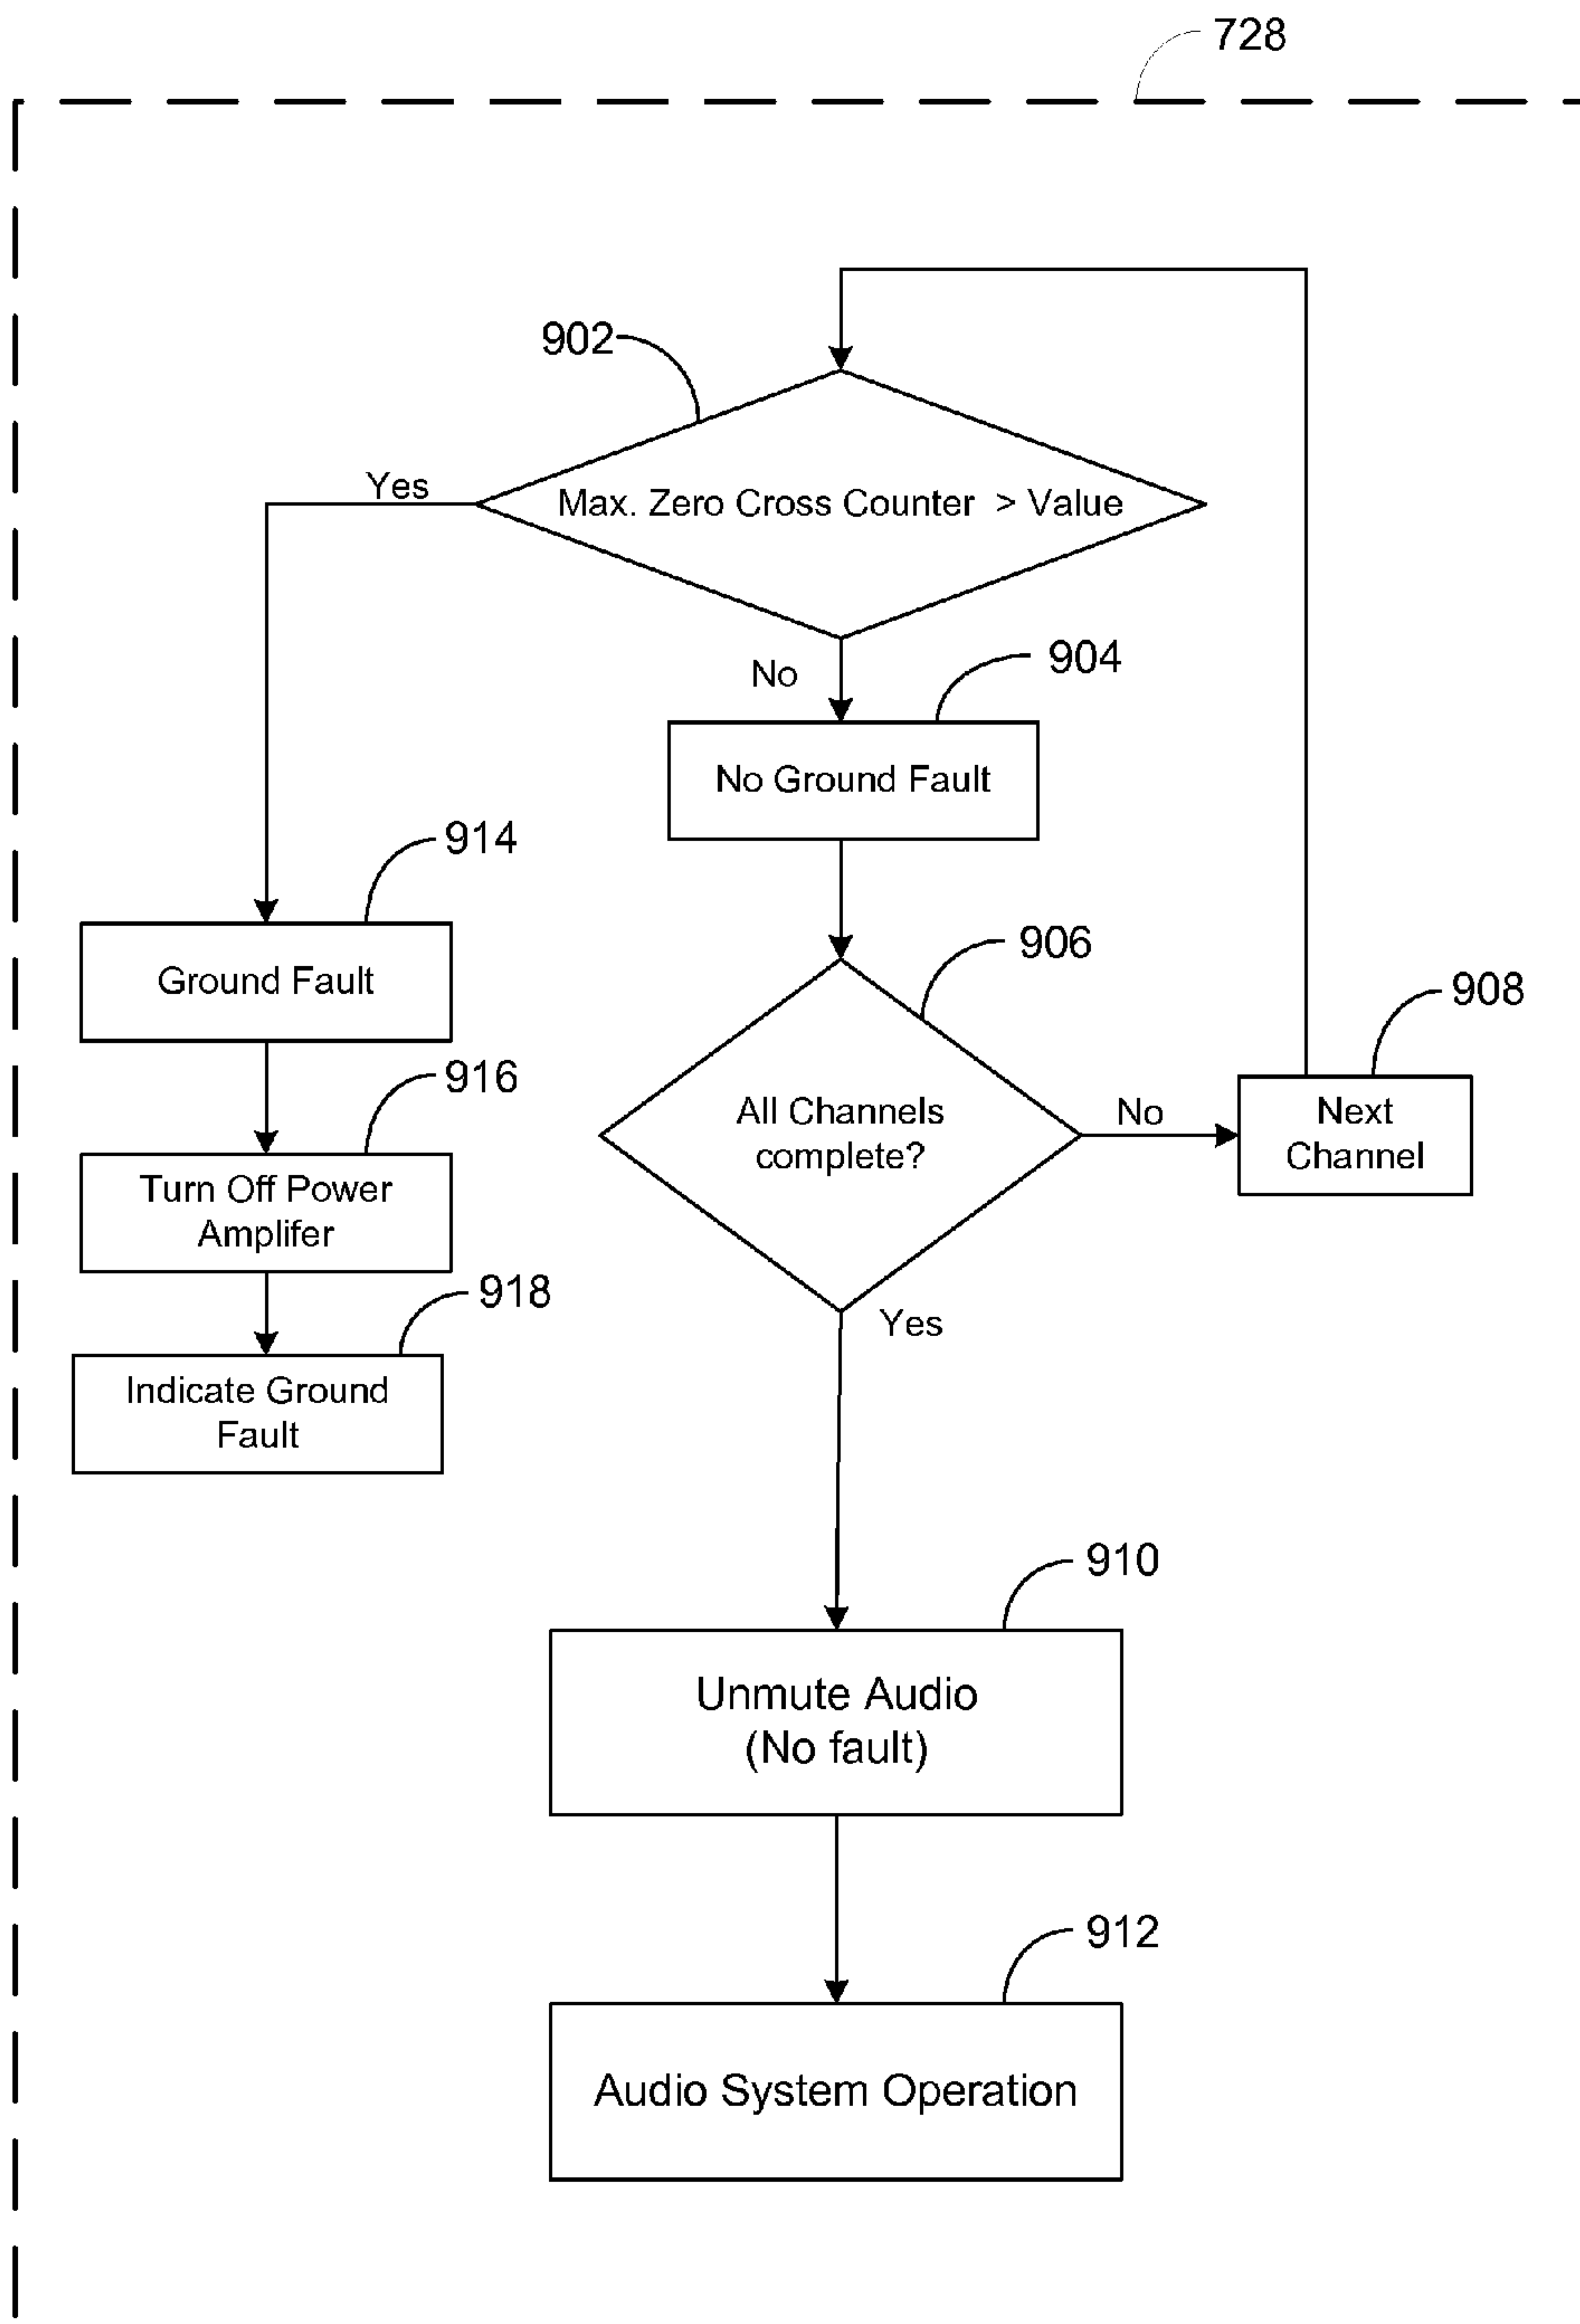 728
902
Yes
Max. Zero Cross Counter > Value
No
904
No Ground Fault
914
Ground Fault
906
908
All Channels
complete?
No
Next
Channel
916
Turn Off Power
Amplifer
918
Yes
Indicate Ground
Fault
910
Unmute Audio
(No fault)
912
Audio System Operation